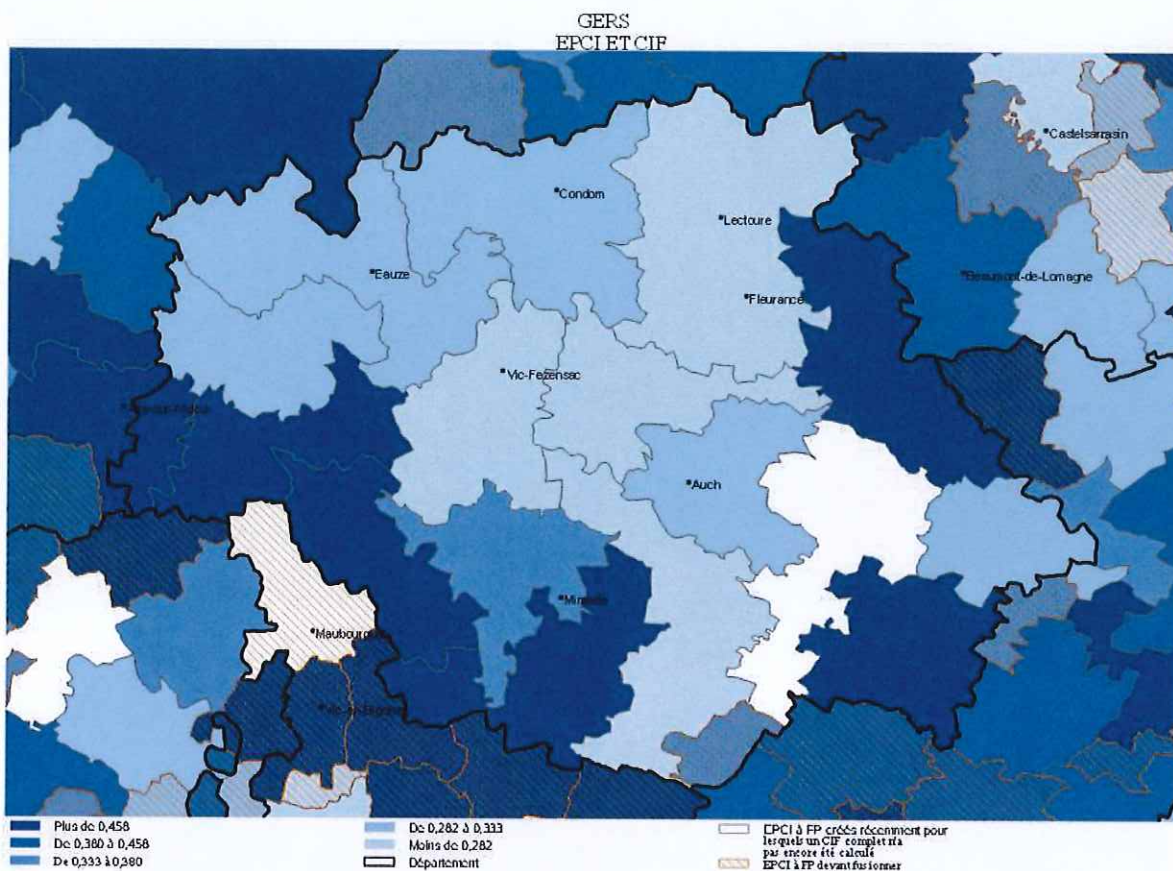 GERS
EPCI ET CIF
Castelsarrasin
Condom
Lectoure
Eauze
Beaumont-de-Lomagne
Fleurance
Vic-Fezensac
Auch
Mirande
Plus de 0,458
De 0,380 à 0,458
De 0,333 à 0,380
De 0,282 à 0,333
Moins de 0,282
Département
EPCI à FP créés récemment pour
lesquels un CIF complet n'a
pas encore été calculé
EPCI à FP devant fusionner